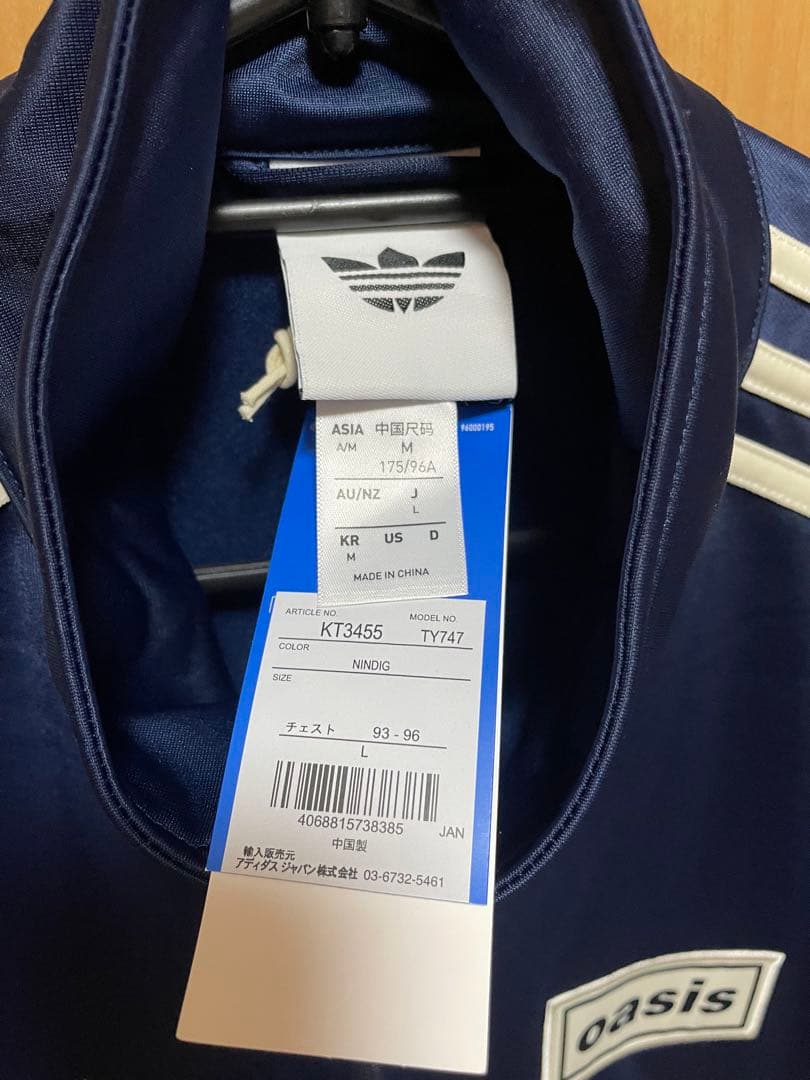 ASIA 中国尺码
A/M M
175/96A
AU/NZ J
L
KR US D
M
MADE IN CHINA
96000195
ARTICLE NO. KT3455 MODEL NO. TY747
COLOR NINDIG
SIZE
チェスト 93 - 96
L
4068815738385 JAN
中国製
輸入販売元
アディダス ジャパン株式会社 03-6732-5461
oasis